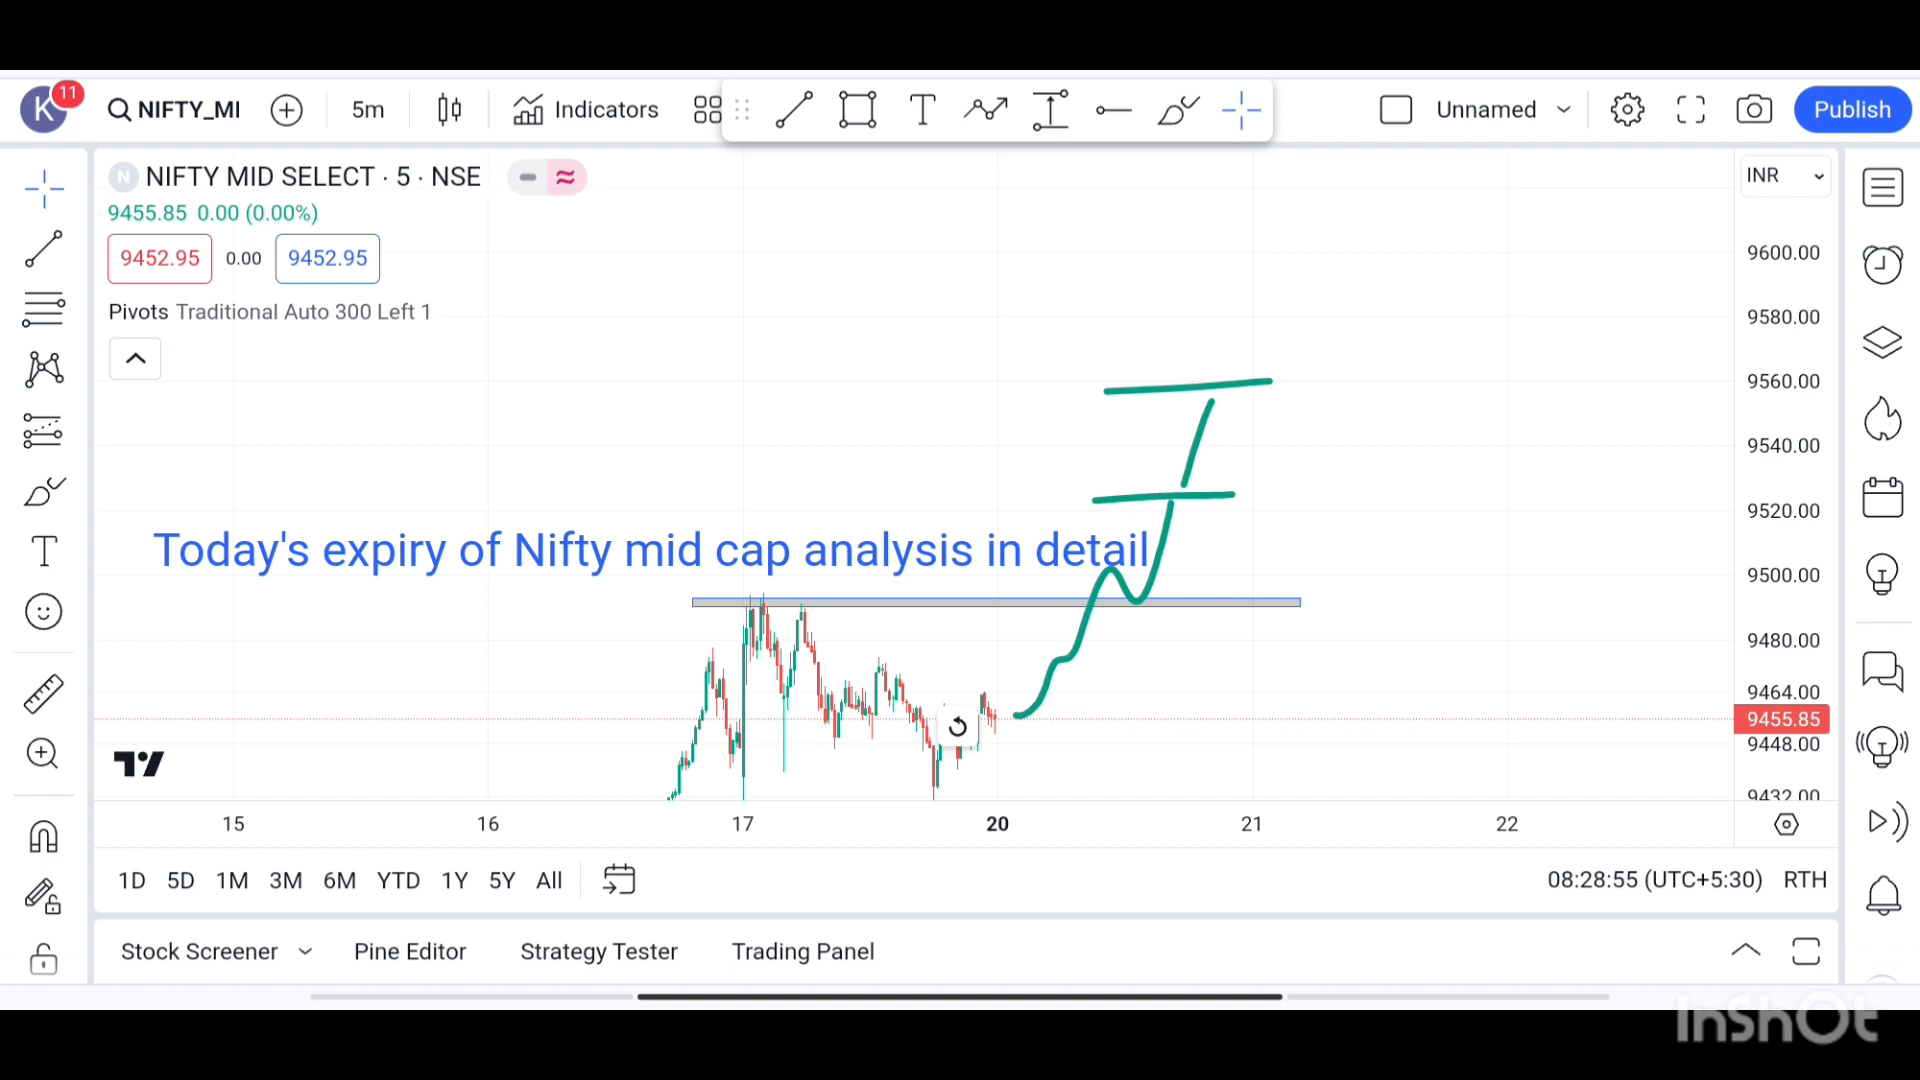 K 11 NIFTY_MI 5m Indicators Unnamed Publish
N NIFTY MID SELECT · 5 · NSE INR
9455.85 0.00 (0.00%)
9452.95 0.00 9452.95
Pivots Traditional Auto 300 Left 1
9600.00
9580.00
9560.00
9540.00
9520.00
Today's expiry of Nifty mid cap analysis in detail
9500.00
9480.00
9464.00
9455.85
9448.00
9432.00
15 16 17 20 21 22
1D 5D 1M 3M 6M YTD 1Y 5Y All 08:28:55 (UTC+5:30) RTH
Stock Screener Pine Editor Strategy Tester Trading Panel
InShOt